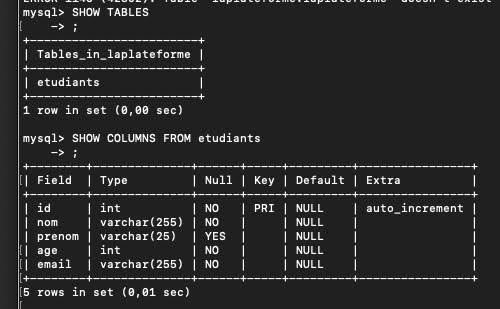 ERROR 1146 (42S02): Table 'laplateforme.laplateforme' doesn't exist
mysql> SHOW TABLES
    -> ;
+------------------------+
| Tables_in_laplateforme |
+------------------------+
| etudiants              |
+------------------------+
1 row in set (0,00 sec)

mysql> SHOW COLUMNS FROM etudiants
    -> ;
+--------+--------------+------+-----+---------+----------------+
| Field  | Type         | Null | Key | Default | Extra          |
+--------+--------------+------+-----+---------+----------------+
| id     | int          | NO   | PRI | NULL    | auto_increment |
| nom    | varchar(255) | NO   |     | NULL    |                |
| prenom | varchar(25)  | YES  |     | NULL    |                |
| age    | int          | NO   |     | NULL    |                |
| email  | varchar(255) | NO   |     | NULL    |                |
+--------+--------------+------+-----+---------+----------------+
5 rows in set (0,01 sec)